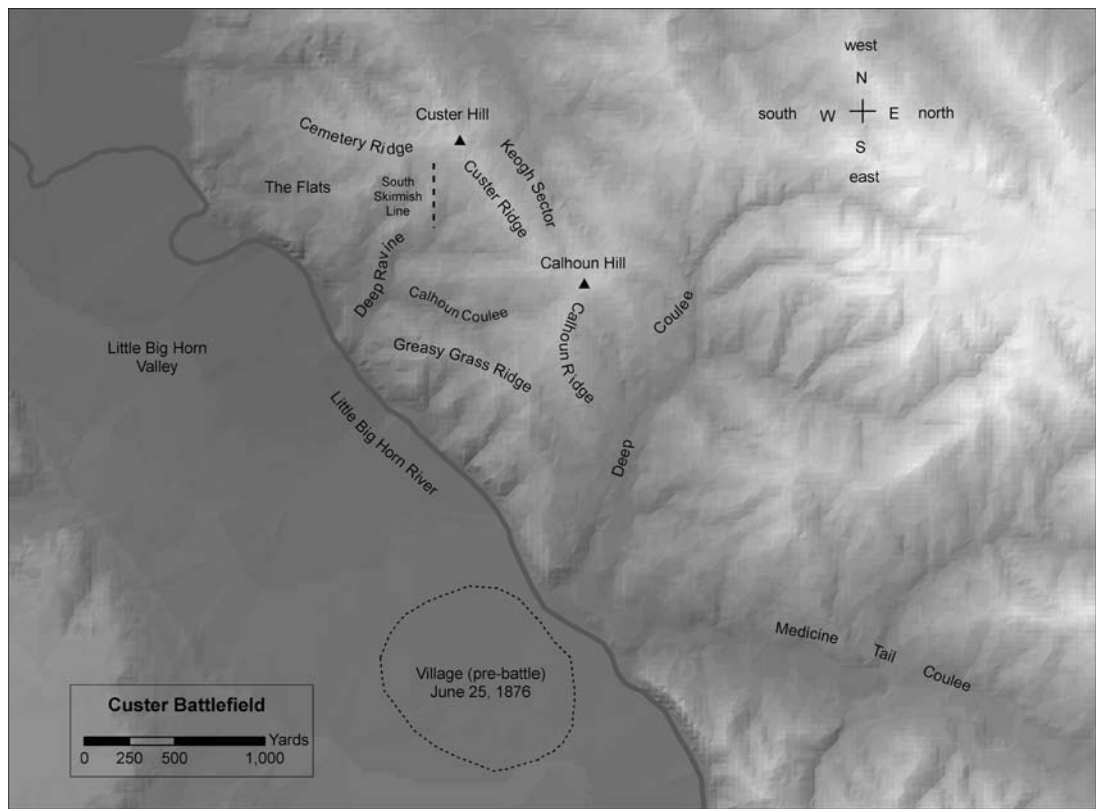 west
N
south W E north
S
east
Custer Hill
Cemetery Ridge
Keogh Sector
Custer Ridge
The Flats
South
Skirmish
Line
Deep Ravine
Calhoun Hill
Calhoun Coulee
Calhoun Ridge
Deep Coulee
Greasy Grass Ridge
Little Big Horn
Valley
Little Big Horn River
Medicine Tail Coulee
Village (pre-battle)
June 25, 1876
Custer Battlefield
Yards
0 250 500 1,000